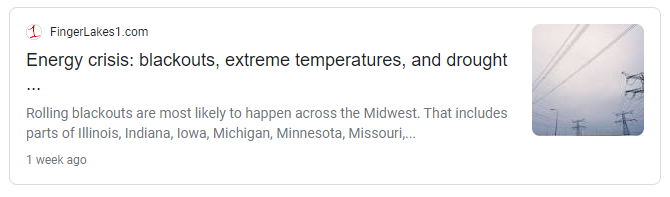 FingerLakes1.com
Energy crisis: blackouts, extreme temperatures, and drought
...
Rolling blackouts are most likely to happen across the Midwest. That includes
parts of Illinois, Indiana, Iowa, Michigan, Minnesota, Missouri,...
1 week ago